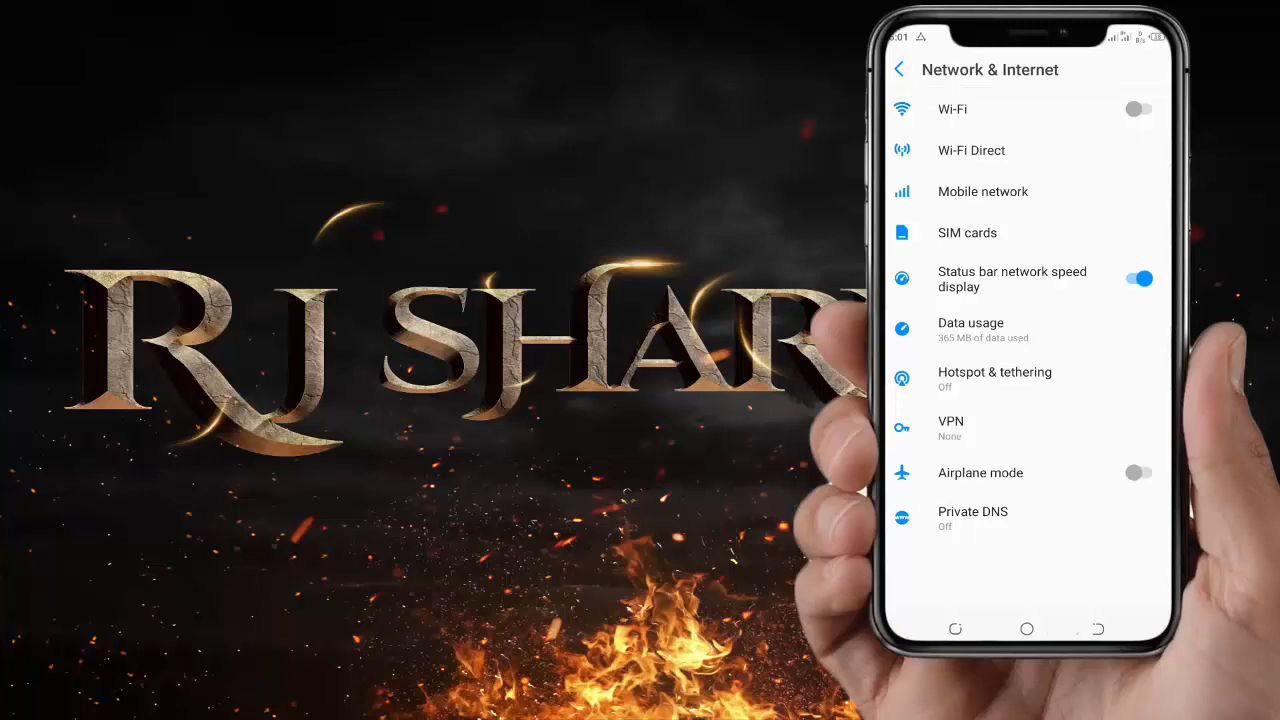 RJ SHAR
Network & Internet
Wi-Fi
Wi-Fi Direct
Mobile network
SIM cards
Status bar network speed
display
Data usage
365 MB of data used
Hotspot & tethering
Off
VPN
None
Airplane mode
Private DNS
Off